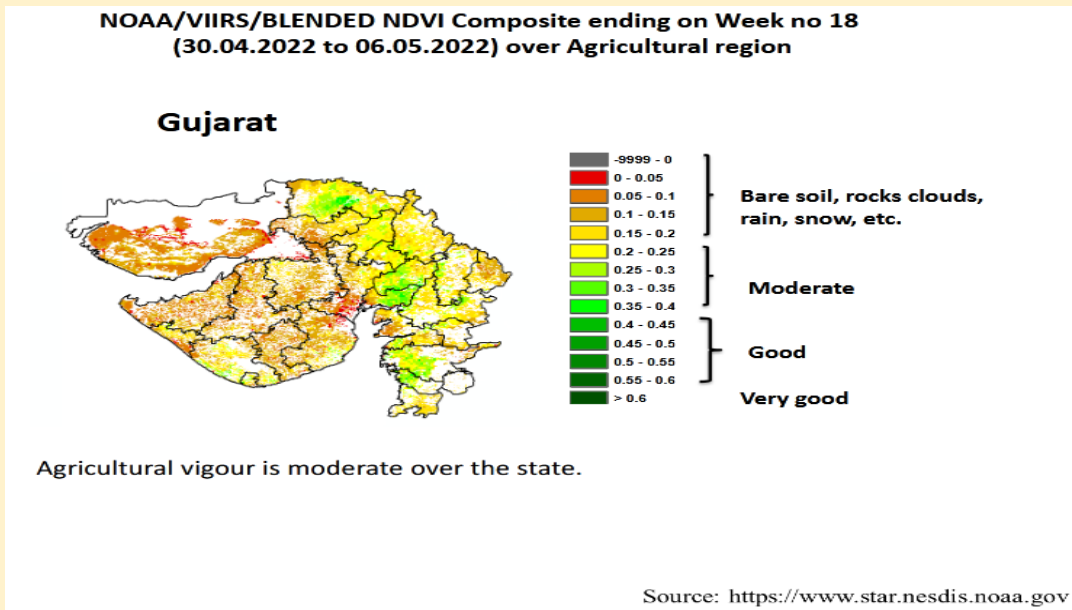 NOAA/VIIRS/BLENDED NDVI Composite ending on Week no 18
(30.04.2022 to 06.05.2022) over Agricultural region
Gujarat
-9999 - 0
0 - 0.05
0.05 - 0.1
0.1 - 0.15
0.15 - 0.2
0.2 - 0.25
0.25 - 0.3
0.3 - 0.35
0.35 - 0.4
0.4 - 0.45
0.45 - 0.5
0.5 - 0.55
0.55 - 0.6
> 0.6
Bare soil, rocks clouds,
rain, snow, etc.
Moderate
Good
Very good
Agricultural vigour is moderate over the state.
Source: https://www.star.nesdis.noaa.gov